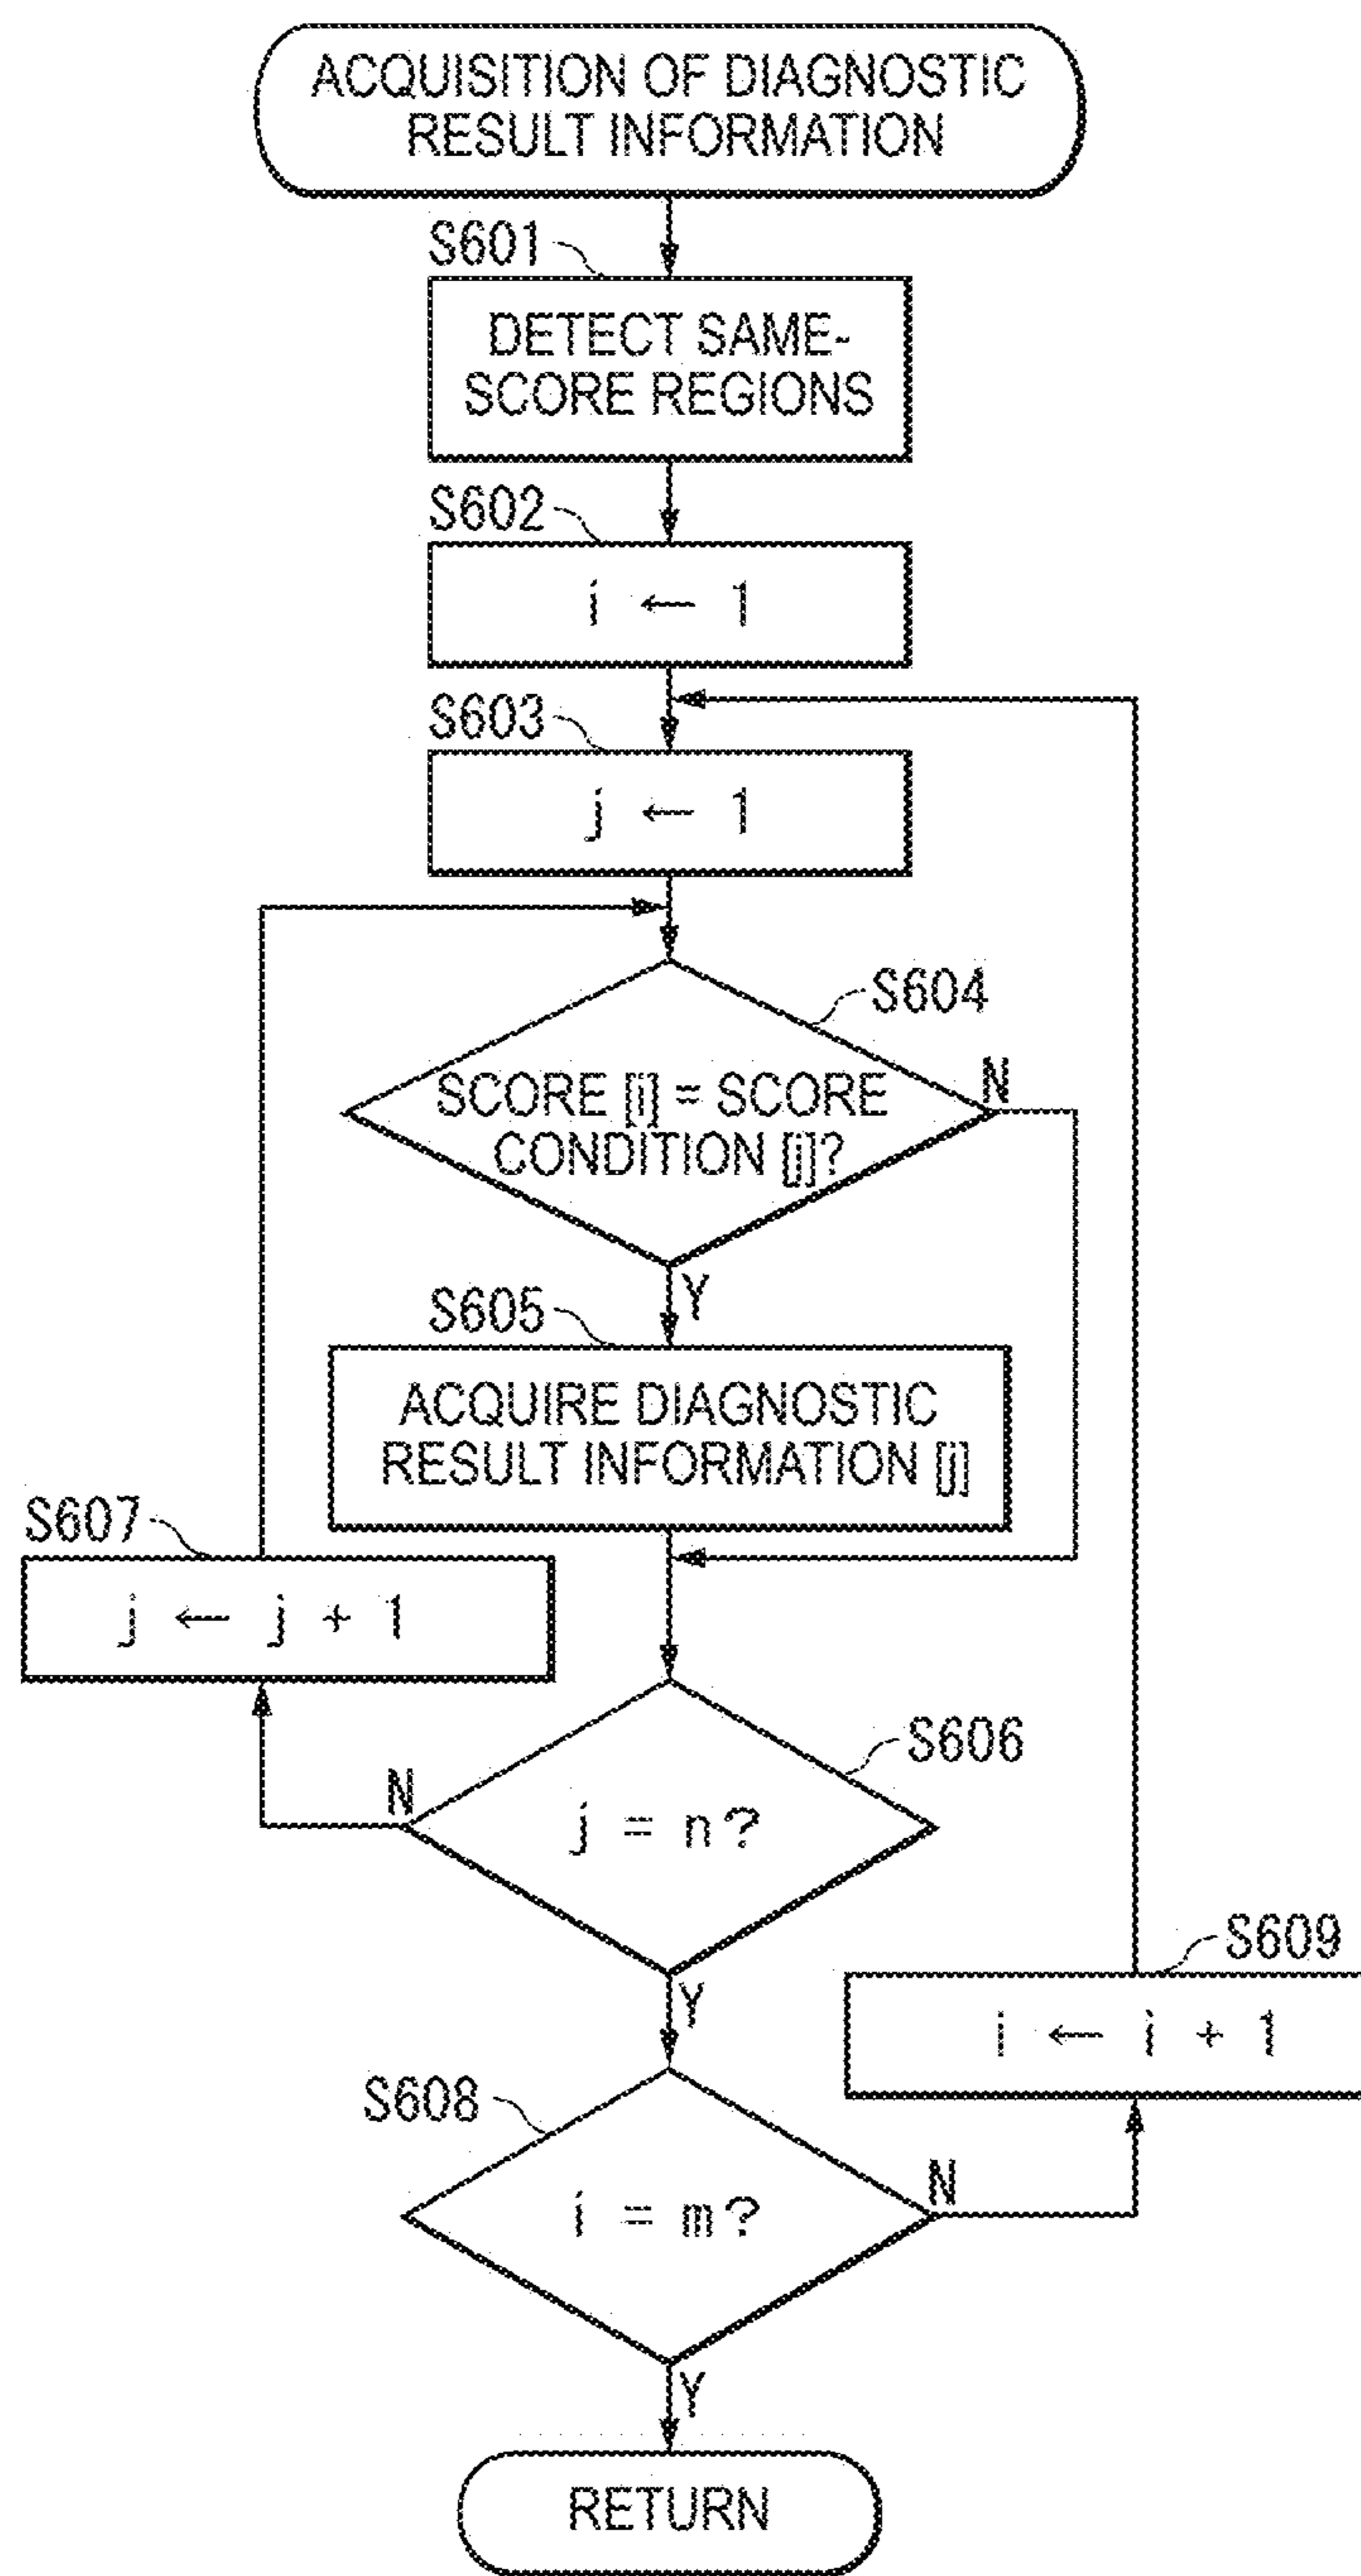 ACQUISITION OF DIAGNOSTIC
RESULT INFORMATION
S601
DETECT SAME-
SCORE REGIONS
S602
i ← 1
S603
j ← 1
S604
SCORE [i] = SCORE
CONDITION [j]?
N
Y
S605
ACQUIRE DIAGNOSTIC
RESULT INFORMATION [j]
S607
j ← j + 1
S606
j = n?
N
Y
S609
i ← i + 1
S608
i = m?
N
Y
RETURN